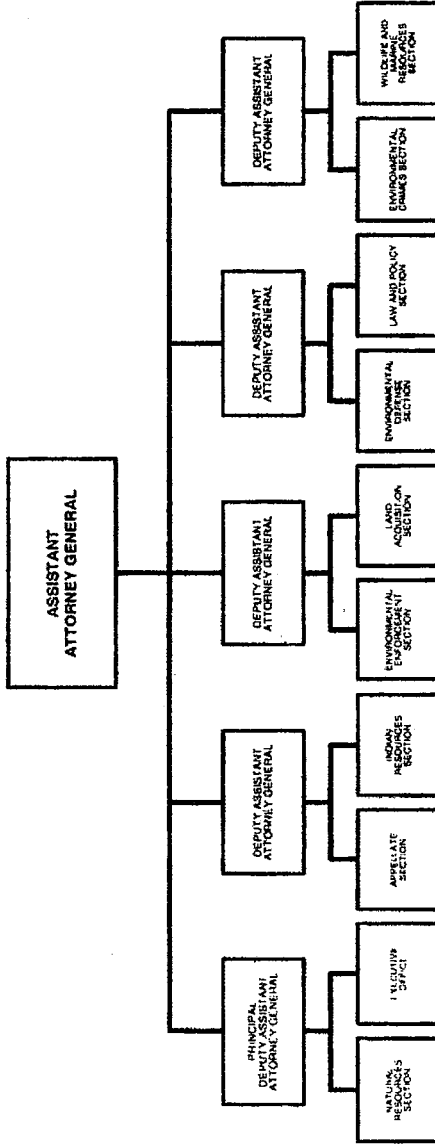 ASSISTANT
ATTORNEY GENERAL
PRINCIPAL
DEPUTY ASSISTANT
ATTORNEY GENERAL
DEPUTY ASSISTANT
ATTORNEY GENERAL
DEPUTY ASSISTANT
ATTORNEY GENERAL
DEPUTY ASSISTANT
ATTORNEY GENERAL
DEPUTY ASSISTANT
ATTORNEY GENERAL
NATURAL
RESOURCES
SECTION
EXECUTIVE
OFFICE
APPELLATE
SECTION
INDIAN
RESOURCES
SECTION
ENVIRONMENTAL
ENFORCEMENT
SECTION
LAND
ACQUISITION
SECTION
ENVIRONMENTAL
DEFENSE
SECTION
LAW AND POLICY
SECTION
ENVIRONMENTAL
CRIMES SECTION
WILDLIFE AND
MARINE
RESOURCES
SECTION